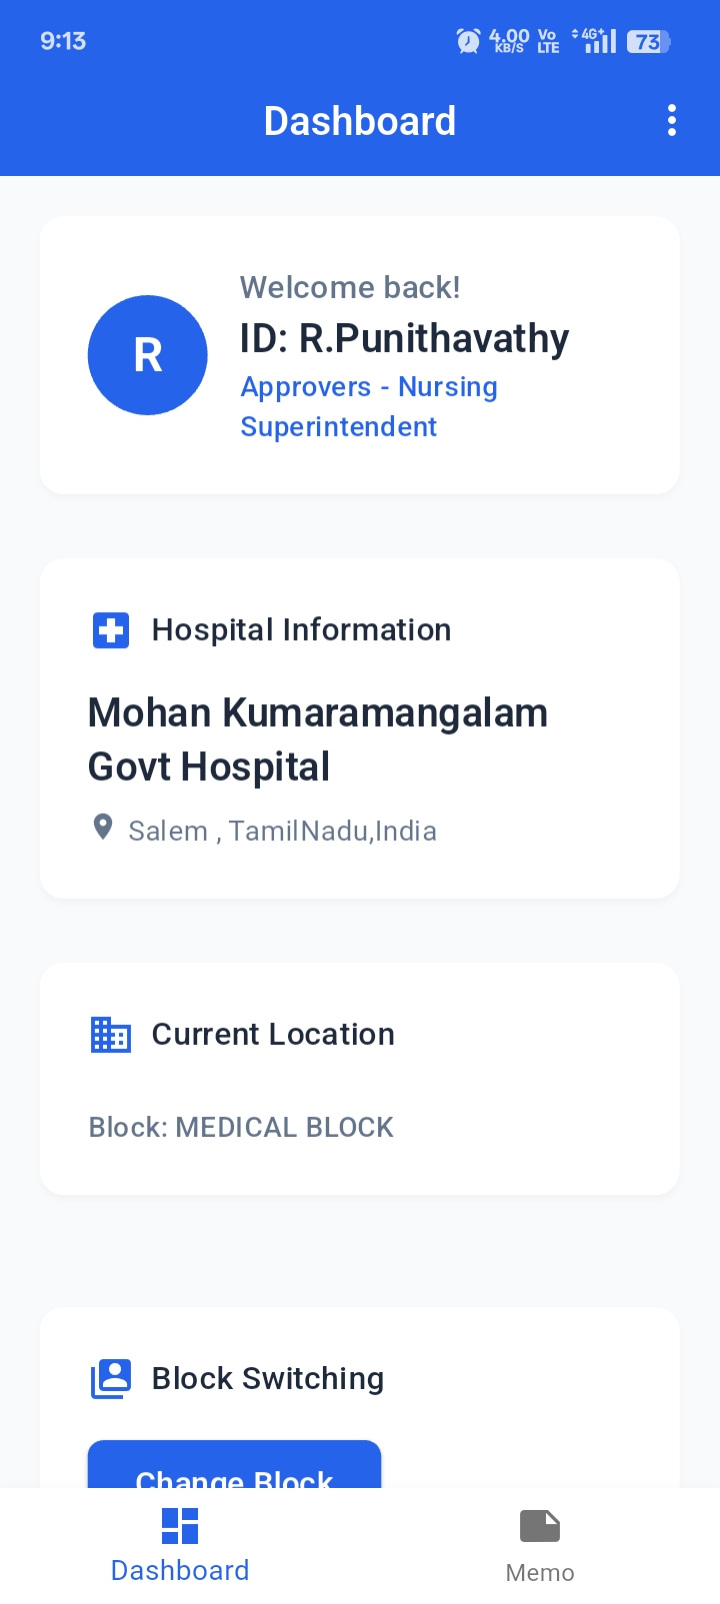 9:13
4.00 KB/S
Vo LTE
4G+
73
Dashboard
R
Welcome back!
ID: R.Punithavathy
Approvers - Nursing
Superintendent
Hospital Information
Mohan Kumaramangalam
Govt Hospital
Salem , TamilNadu,India
Current Location
Block: MEDICAL BLOCK
Block Switching
Change Block
Dashboard
Memo